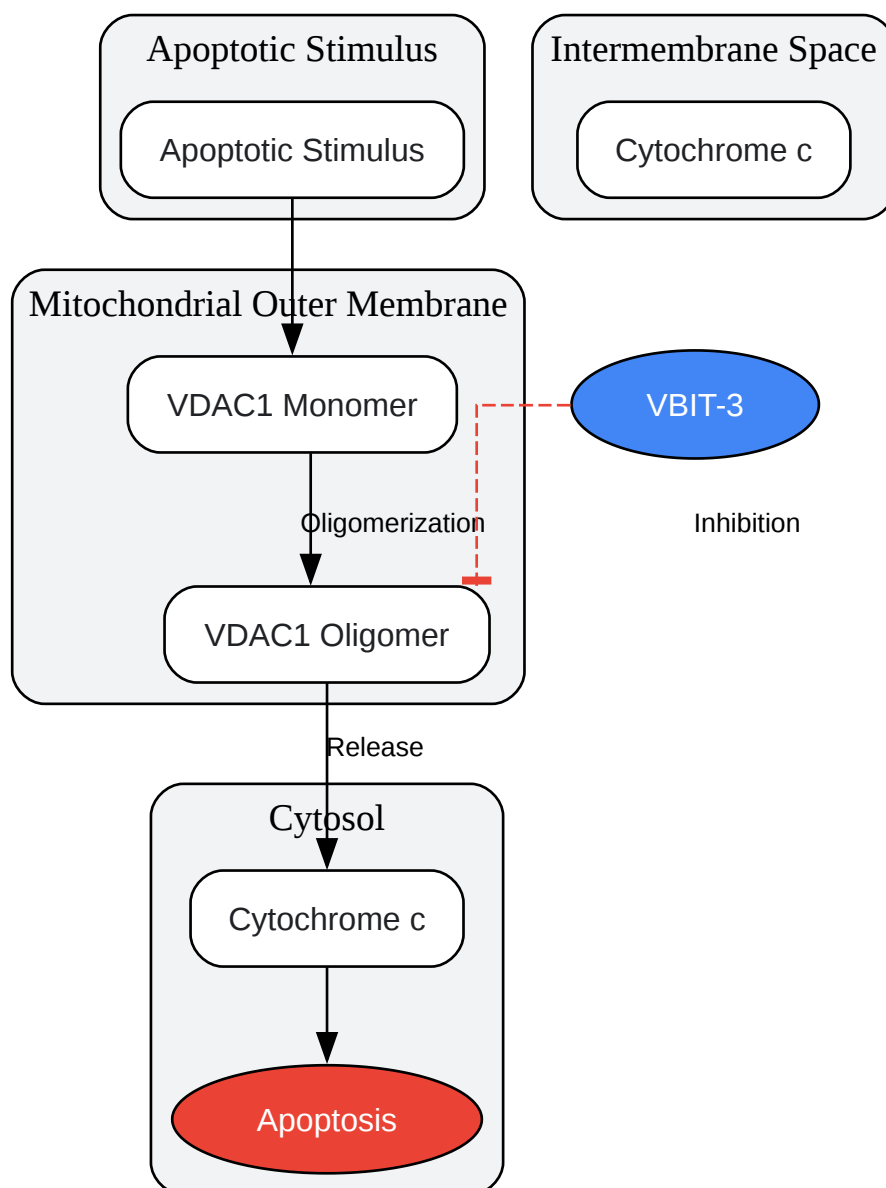 Apoptotic Stimulus
Intermembrane Space
Apoptotic Stimulus
Cytochrome c
Mitochondrial Outer Membrane
VDAC1 Monomer
VBIT-3
Oligomerization
Inhibition
VDAC1 Oligomer
Release
Cytosol
Cytochrome c
Apoptosis